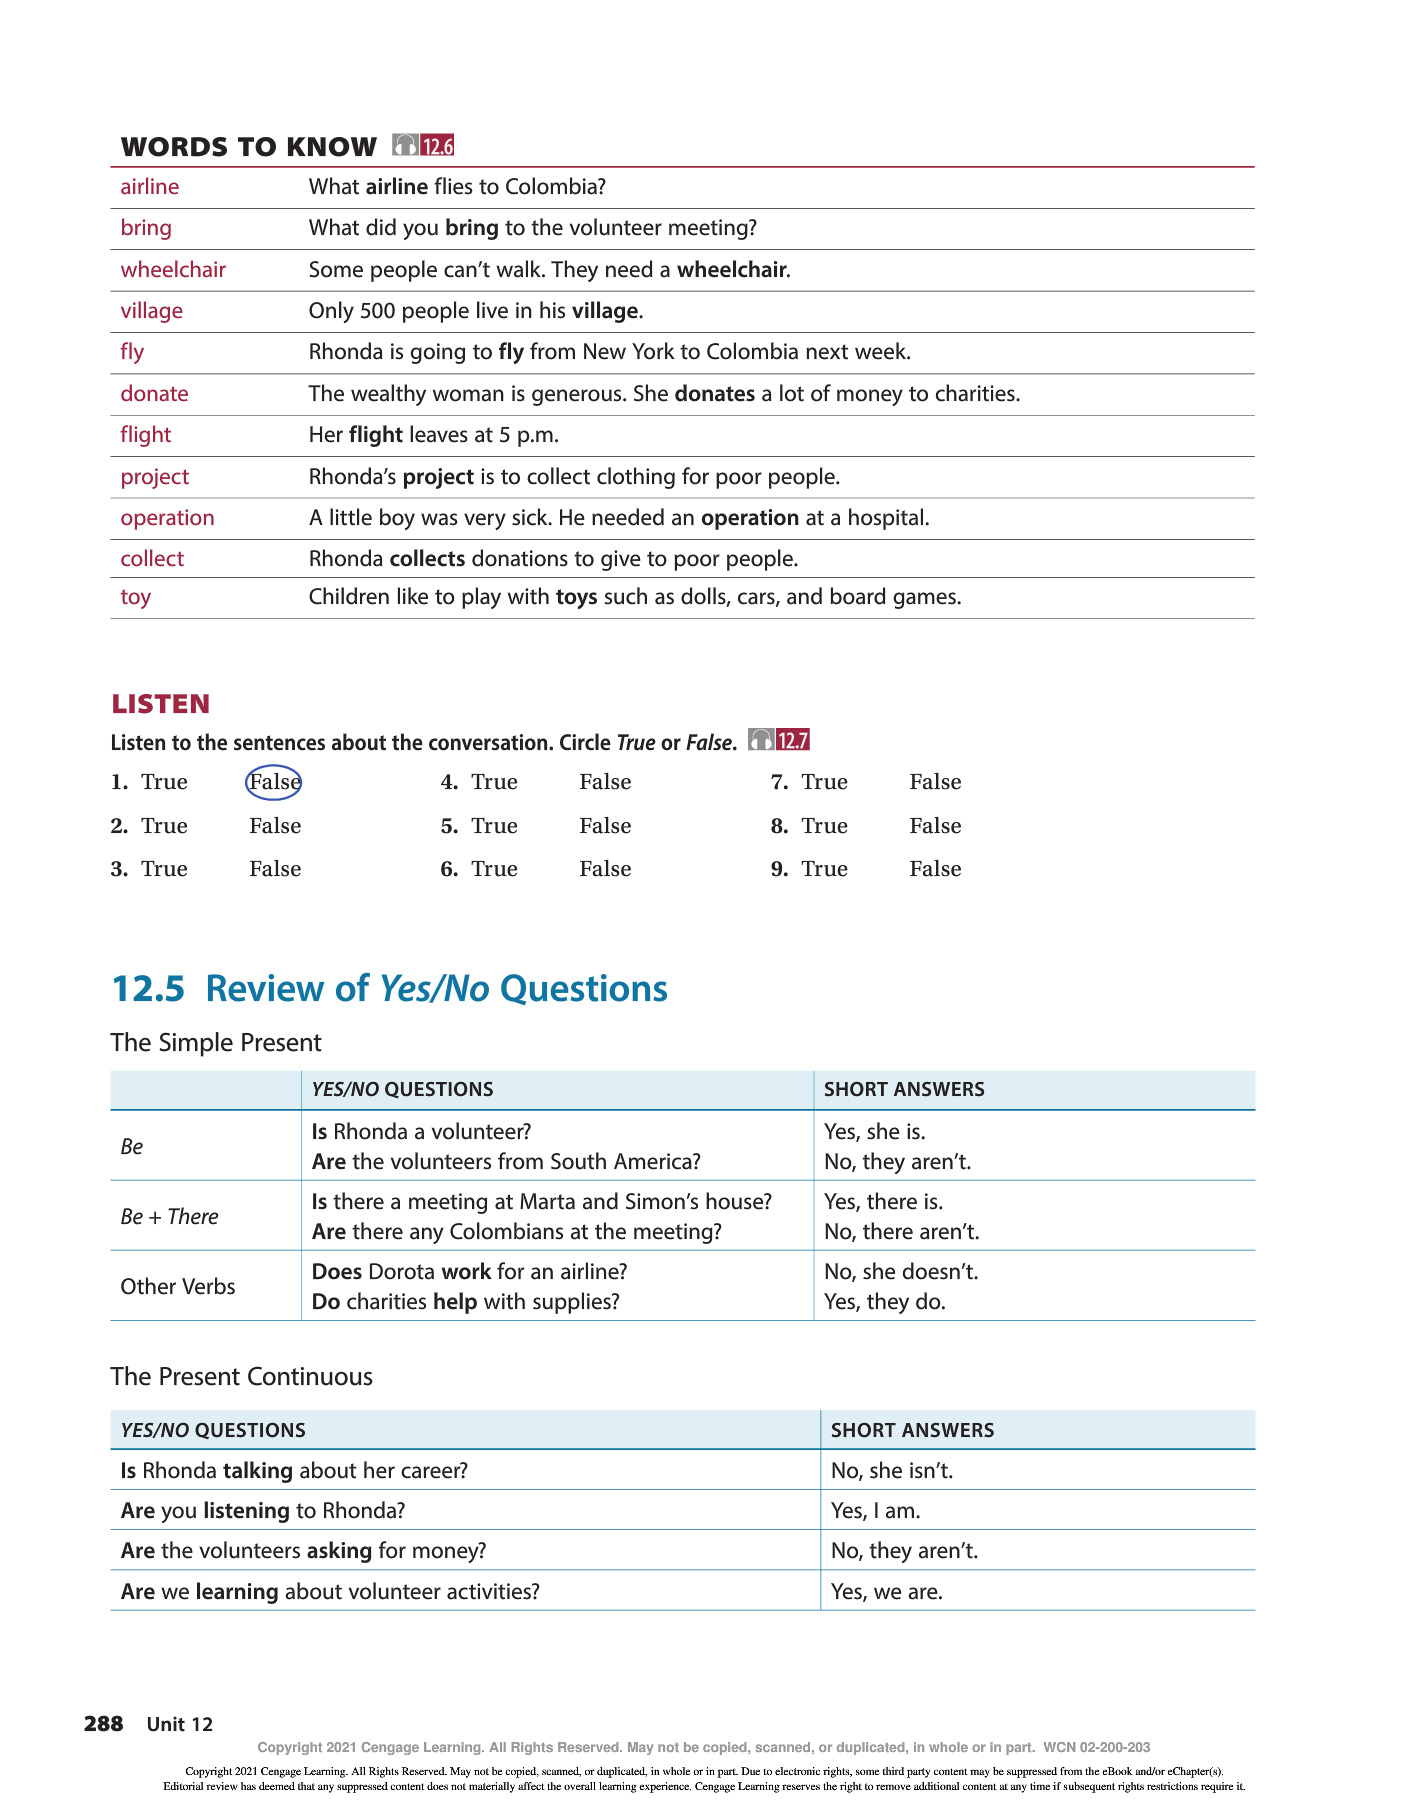 WORDS TO KNOW 12.6
airline What airline flies to Colombia?
bring What did you bring to the volunteer meeting?
wheelchair Some people can’t walk. They need a wheelchair.
village Only 500 people live in his village.
fly Rhonda is going to fly from New York to Colombia next week.
donate The wealthy woman is generous. She donates a lot of money to charities.
flight Her flight leaves at 5 p.m.
project Rhonda’s project is to collect clothing for poor people.
operation A little boy was very sick. He needed an operation at a hospital.
collect Rhonda collects donations to give to poor people.
toy Children like to play with toys such as dolls, cars, and board games.
LISTEN
Listen to the sentences about the conversation. Circle True or False. 12.7
1. True False 4. True False 7. True False
2. True False 5. True False 8. True False
3. True False 6. True False 9. True False
12.5 Review of Yes/No Questions
The Simple Present
YES/NO QUESTIONS SHORT ANSWERS
Be
Is Rhonda a volunteer? Yes, she is.
Are the volunteers from South America? No, they aren’t.
Be + There
Is there a meeting at Marta and Simon’s house? Yes, there is.
Are there any Colombians at the meeting? No, there aren’t.
Other Verbs
Does Dorota work for an airline? No, she doesn’t.
Do charities help with supplies? Yes, they do.
The Present Continuous
YES/NO QUESTIONS SHORT ANSWERS
Is Rhonda talking about her career? No, she isn’t.
Are you listening to Rhonda? Yes, I am.
Are the volunteers asking for money? No, they aren’t.
Are we learning about volunteer activities? Yes, we are.
288 Unit 12
Copyright 2021 Cengage Learning. All Rights Reserved. May not be copied, scanned, or duplicated, in whole or in part. WCN 02-200-203
Copyright 2021 Cengage Learning. All Rights Reserved. May not be copied, scanned, or duplicated, in whole or in part. Due to electronic rights, some third party content may be suppressed from the eBook and/or eChapter(s).
Editorial review has deemed that any suppressed content does not materially affect the overall learning experience. Cengage Learning reserves the right to remove additional content at any time if subsequent rights restrictions require it.